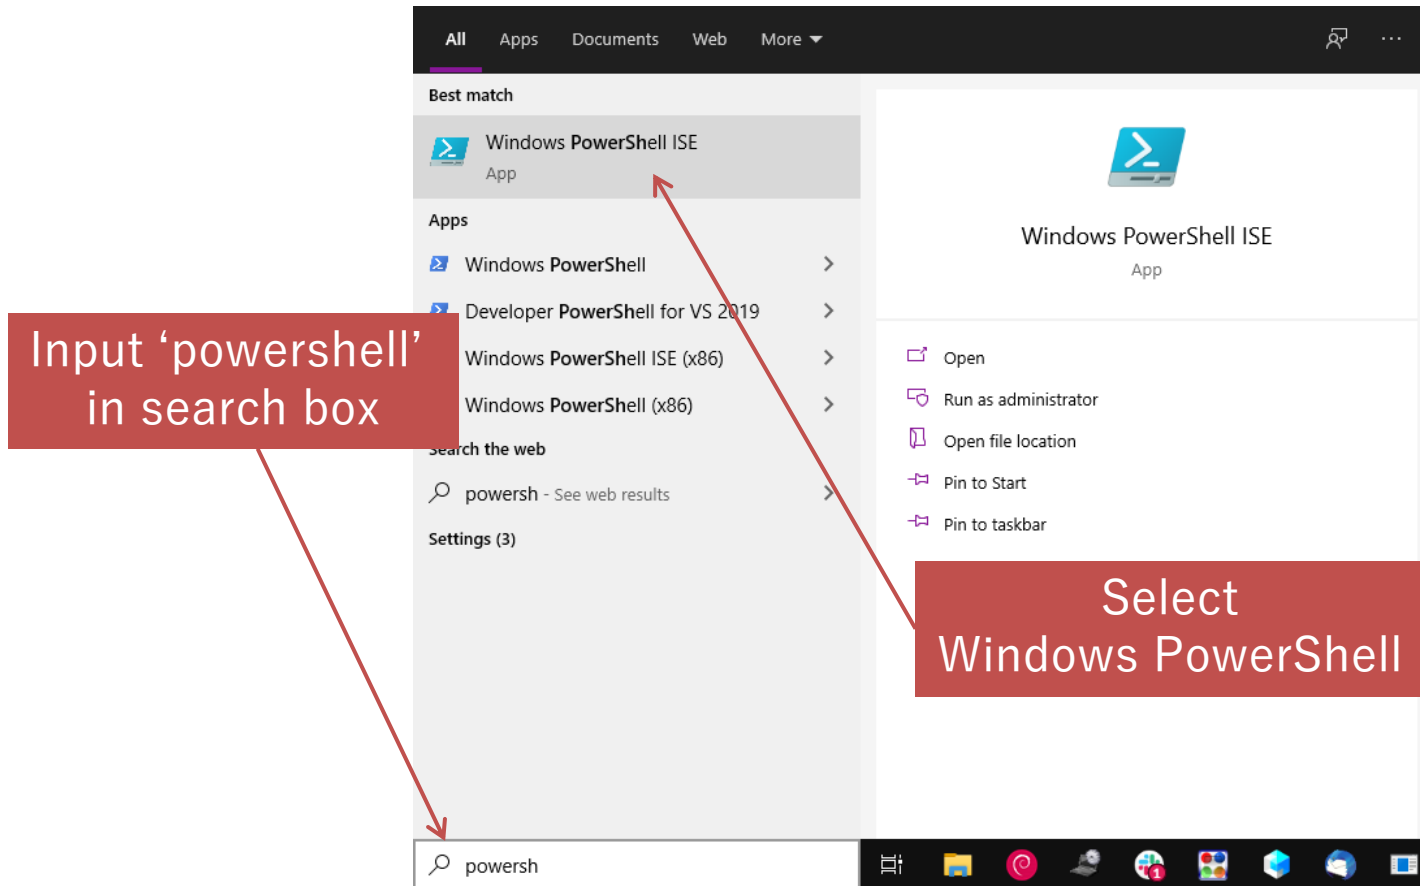 All Apps Documents Web More
Best match
Windows PowerShell ISE
App
Apps
Windows PowerShell
Developer PowerShell for VS 2019
Windows PowerShell ISE (x86)
Windows PowerShell (x86)
Search the web
powersh - See web results
Settings (3)
powersh
Windows PowerShell ISE
App
Open
Run as administrator
Open file location
Pin to Start
Pin to taskbar
Input ‘powershell’
in search box
Select
Windows PowerShell
1